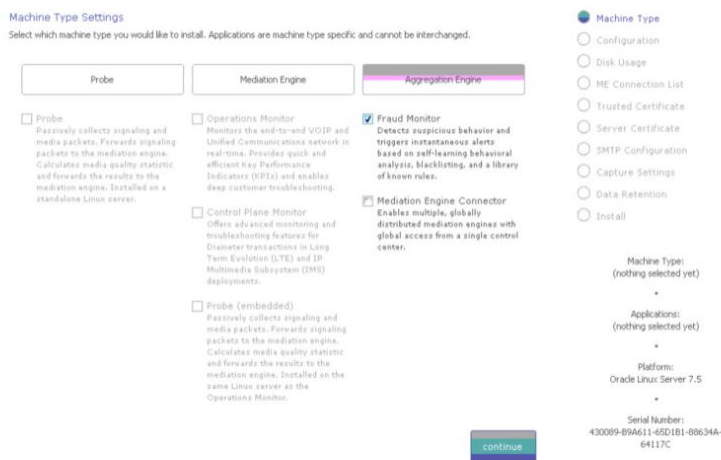 Machine Type Settings
Select which machine type you would like to install. Applications are machine type specific and cannot be interchanged.
Probe
Probe
Passively collects signaling and
media packets. Forwards signaling
packets to the mediation engine.
Calculates media quality statistic
and forwards the results to the
mediation engine. Installed on a
standalone Linux server.
Mediation Engine
Operations Monitor
Monitors the end-to-end VOIP and
Unified Communications network in
real-time. Provides quick and
efficient Key Performance
Indicators (KPIs) and enables
deep customer troubleshooting.
Control Plane Monitor
Offers advanced monitoring and
troubleshooting features for
Diameter transactions in Long
Term Evolution (LTE) and IP
Multimedia Subsystem (IMS)
deployments.
Probe (embedded)
Passively collects signaling and
media packets. Forwards signaling
packets to the mediation engine.
Calculates media quality statistic
and forwards the results to the
mediation engine. Installed on the
same Linux server as the
Operations Monitor.
Aggregation Engine
Fraud Monitor
Detects suspicious behavior and
triggers instantaneous alerts
based on self-learning behavioral
analysis, blacklisting, and a library
of known rules.
Mediation Engine Connector
Enables multiple, globally
distributed mediation engines with
global access from a single control
center.
continue
Machine Type
Configuration
Disk Usage
ME Connection List
Trusted Certificate
Server Certificate
SMTP Configuration
Capture Settings
Data Retention
Install
Machine Type:
(nothing selected yet)
Applications:
(nothing selected yet)
Platform:
Oracle Linux Server 7.5
Serial Number:
430089-B9A611-65D1B1-88634A-
64117C